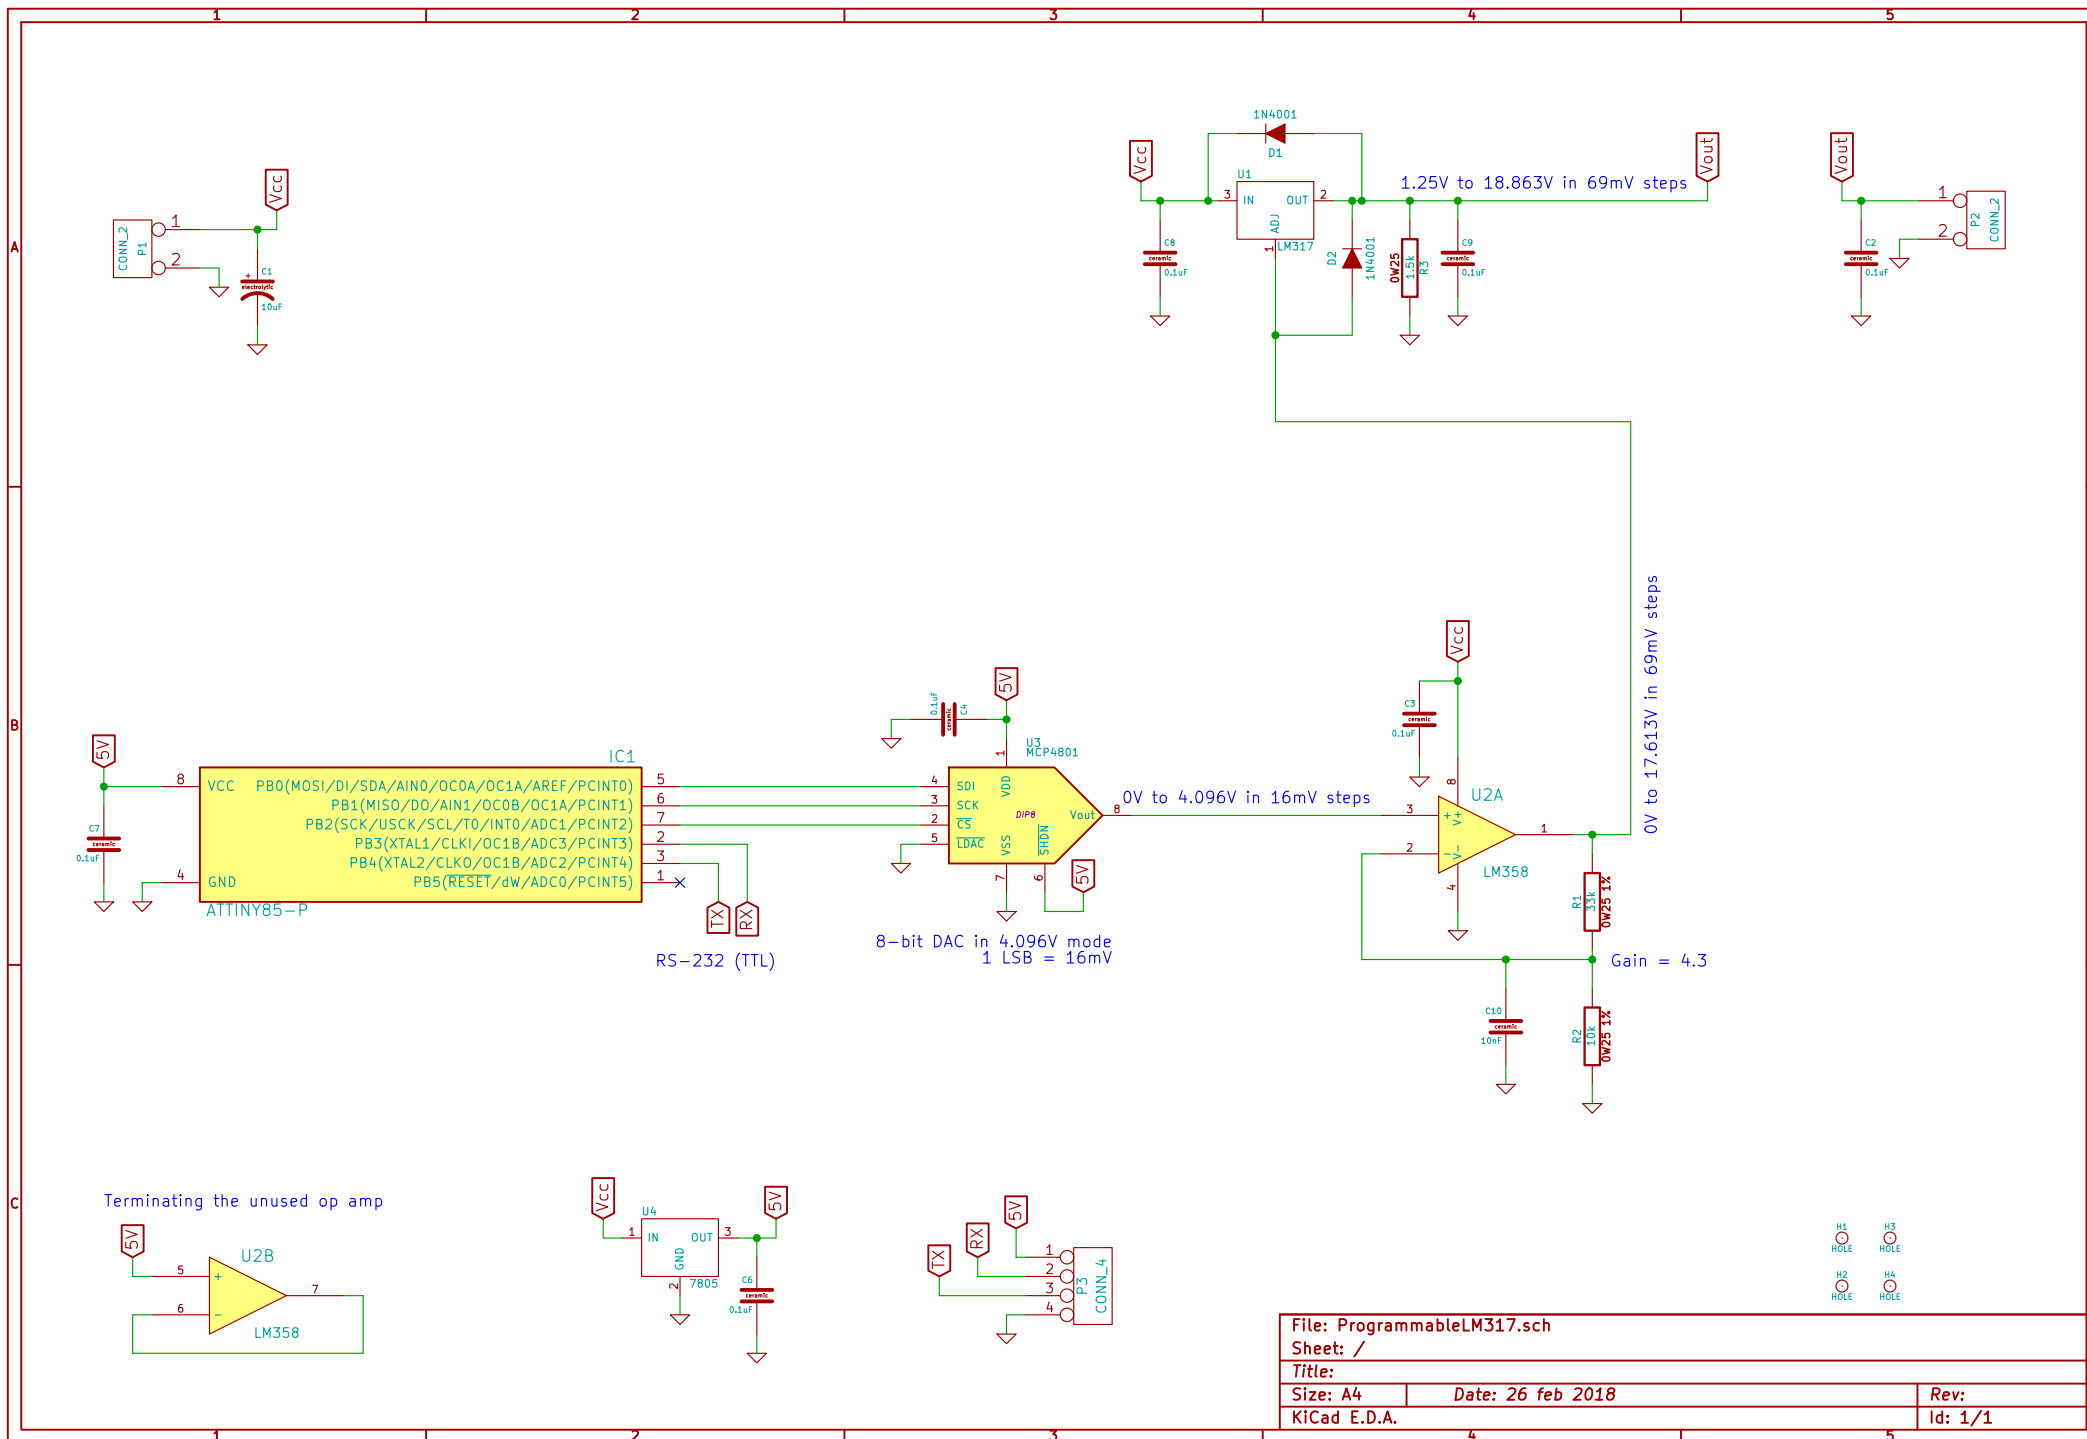 1 2 3 4 5
A
B
C
Vcc
CONN_2
P1
1
2
C1
+
electrolytic
10uF
1N4001
D1
Vcc
U1
3 IN OUT 2
ADJ
1
LM317
C8
ceramic
0.1uF
D2
1N4001
0W25
1.5k
R3
C9
ceramic
0.1uF
1.25V to 18.863V in 69mV steps
Vout
Vout
1
2
P2
CONN_2
C2
ceramic
0.1uF
0V to 17.613V in 69mV steps
5V
C7
ceramic
0.1uF
IC1
8 VCC PB0(MOSI/DI/SDA/AIN0/OC0A/OC1A/AREF/PCINT0) 5
PB1(MISO/DO/AIN1/OC0B/OC1A/PCINT1) 6
PB2(SCK/USCK/SCL/T0/INT0/ADC1/PCINT2) 7
PB3(XTAL1/CLKI/OC1B/ADC3/PCINT3) 2
PB4(XTAL2/CLKO/OC1B/ADC2/PCINT4) 3
4 GND PB5(RESET/dW/ADC0/PCINT5) 1
ATTINY85-P
TX
RX
RS-232 (TTL)
5V
0.1uF
ceramic
C4
U3
MCP4801
1
VDD
4 SDI
3 SCK
2 CS
5 LDAC
DIP8
Vout 8
VSS
SHDN
7
6
5V
8-bit DAC in 4.096V mode
1 LSB = 16mV
0V to 4.096V in 16mV steps
Vcc
C3
ceramic
0.1uF
8
U2A
3 +
V+
1
2 -
V-
4
LM358
R1
33k
0W25 1%
Gain = 4.3
C10
ceramic
10nF
R2
10k
0W25 1%
Terminating the unused op amp
5V
U2B
5 +
7
6 -
LM358
Vcc
U4
1 IN OUT 3
GND
2
7805
5V
C6
ceramic
0.1uF
5V
RX
TX
1
2
3
4
P3
CONN_4
H1
HOLE
H3
HOLE
H2
HOLE
H4
HOLE
File: ProgrammableLM317.sch
Sheet: /
Title:
Size: A4 Date: 26 feb 2018 Rev:
KiCad E.D.A. Id: 1/1
1 2 3 4 5